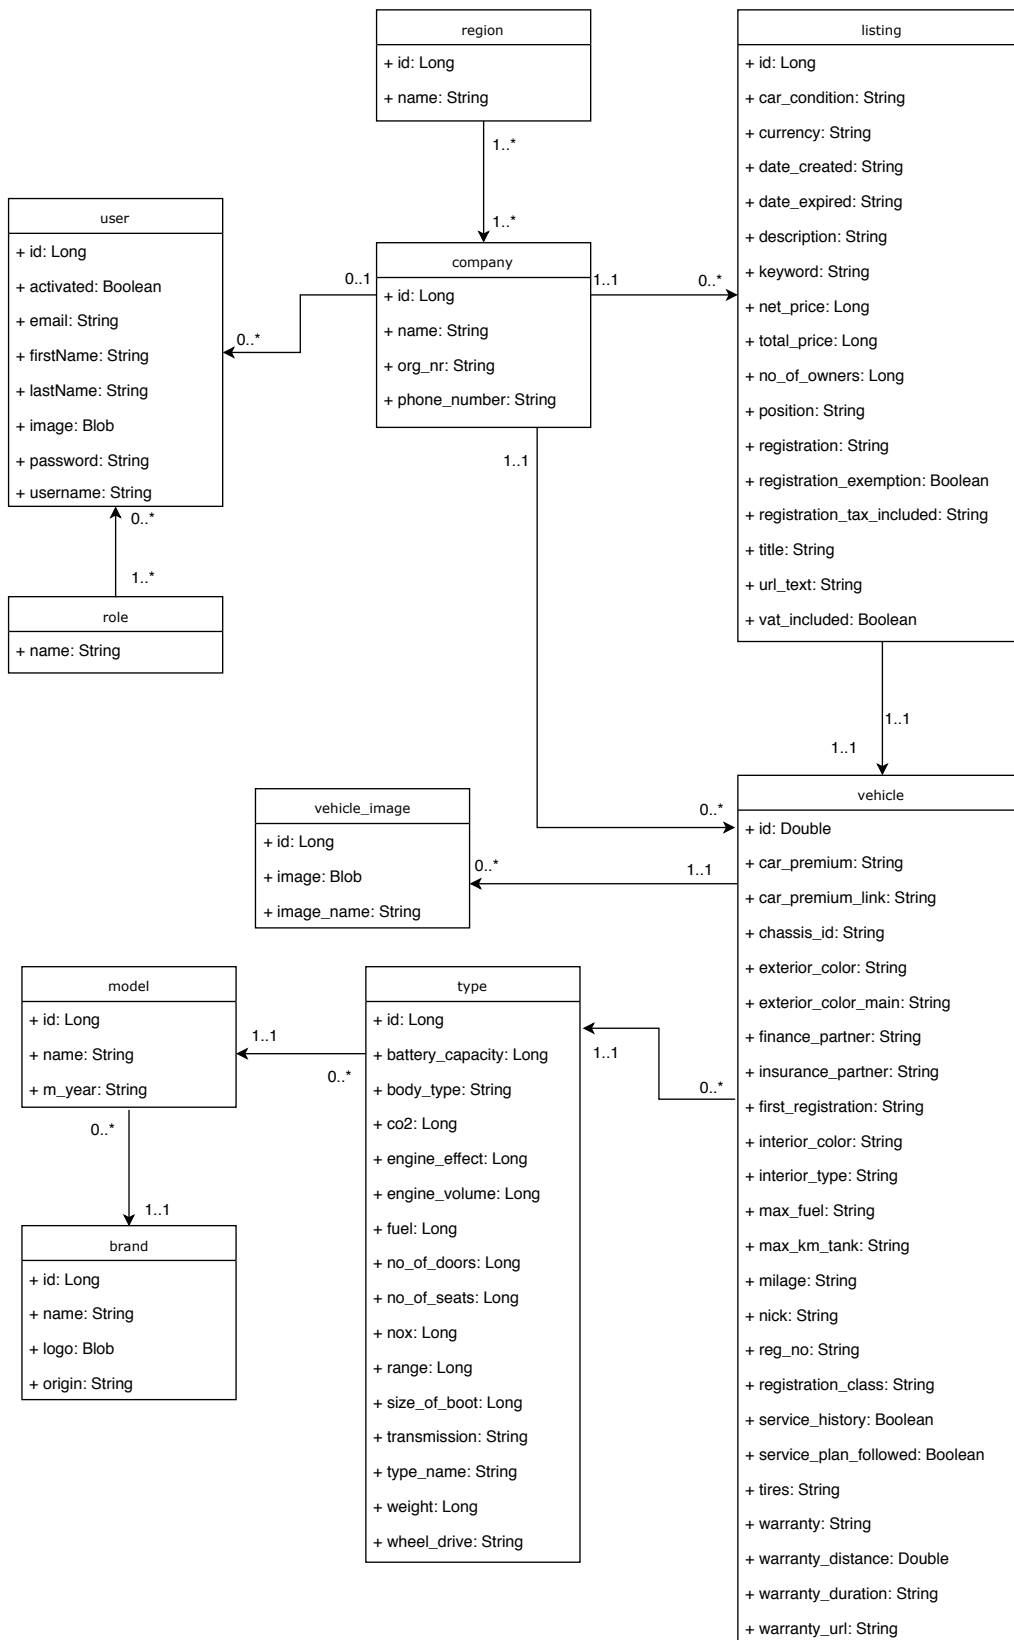 region
+ id: Long
+ name: String
1..*
1..*
listing
+ id: Long
+ car_condition: String
+ currency: String
+ date_created: String
+ date_expired: String
+ description: String
+ keyword: String
+ net_price: Long
+ total_price: Long
+ no_of_owners: Long
+ position: String
+ registration: String
+ registration_exemption: Boolean
+ registration_tax_included: String
+ title: String
+ url_text: String
+ vat_included: Boolean
user
+ id: Long
+ activated: Boolean
+ email: String
+ firstName: String
+ lastName: String
+ image: Blob
+ password: String
+ username: String
0..1
0..*
company
+ id: Long
+ name: String
+ org_nr: String
+ phone_number: String
1..1
0..*
1..1
0..*
1..*
role
+ name: String
1..1
1..1
vehicle_image
+ id: Long
+ image: Blob
+ image_name: String
0..*
0..*
1..1
vehicle
+ id: Double
+ car_premium: String
+ car_premium_link: String
+ chassis_id: String
+ exterior_color: String
+ exterior_color_main: String
+ finance_partner: String
+ insurance_partner: String
+ first_registration: String
+ interior_color: String
+ interior_type: String
+ max_fuel: String
+ max_km_tank: String
+ milage: String
+ nick: String
+ reg_no: String
+ registration_class: String
+ service_history: Boolean
+ service_plan_followed: Boolean
+ tires: String
+ warranty: String
+ warranty_distance: Double
+ warranty_duration: String
+ warranty_url: String
model
+ id: Long
+ name: String
+ m_year: String
1..1
0..*
type
+ id: Long
+ battery_capacity: Long
+ body_type: String
+ co2: Long
+ engine_effect: Long
+ engine_volume: Long
+ fuel: Long
+ no_of_doors: Long
+ no_of_seats: Long
+ nox: Long
+ range: Long
+ size_of_boot: Long
+ transmission: String
+ type_name: String
+ weight: Long
+ wheel_drive: String
1..1
0..*
0..*
1..1
brand
+ id: Long
+ name: String
+ logo: Blob
+ origin: String